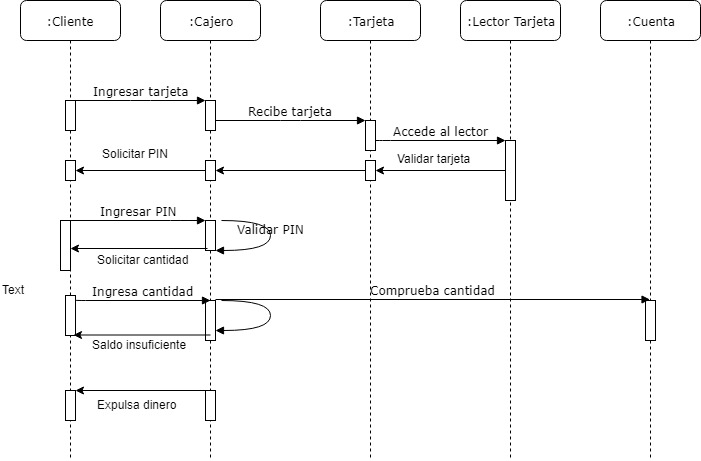 :Cliente
:Cajero
:Tarjeta
:Lector Tarjeta
:Cuenta
Ingresar tarjeta
Recibe tarjeta
Accede al lector
Solicitar PIN
Validar tarjeta
Ingresar PIN
Validar PIN
Solicitar cantidad
Text
Ingresa cantidad
Comprueba cantidad
Saldo insuficiente
Expulsa dinero